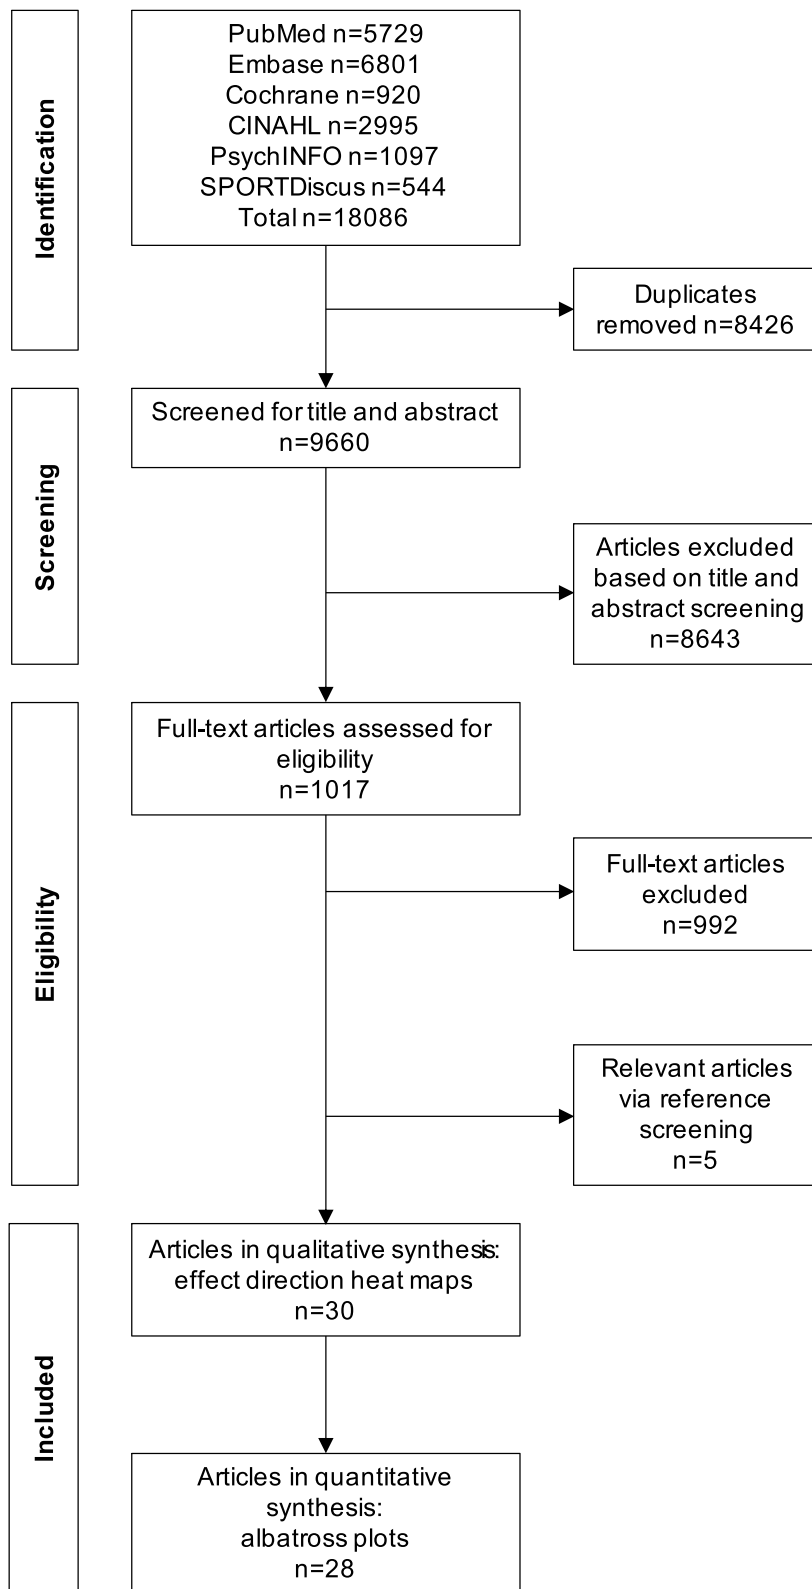 Identification
PubMed n=5729
Embase n=6801
Cochrane n=920
CINAHL n=2995
PsychINFO n=1097
SPORTDiscus n=544
Total n=18086
Duplicates
removed n=8426
Screening
Screened for title and abstract
n=9660
Articles excluded
based on title and
abstract screening
n=8643
Eligibility
Full-text articles assessed for
eligibility
n=1017
Full-text articles
excluded
n=992
Relevant articles
via reference
screening
n=5
Included
Articles in qualitative synthesis:
effect direction heat maps
n=30
Articles in quantitative
synthesis:
albatross plots
n=28